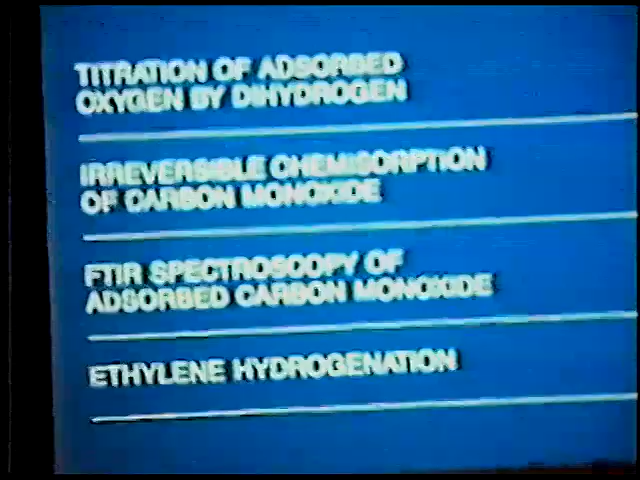 TITRATION OF ADSORBED
OXYGEN BY DIHYDROGEN
IRREVERSIBLE CHEMISORPTION
OF CARBON MONOXIDE
FTIR SPECTROSCOPY OF
ADSORBED CARBON MONOXIDE
ETHYLENE HYDROGENATION